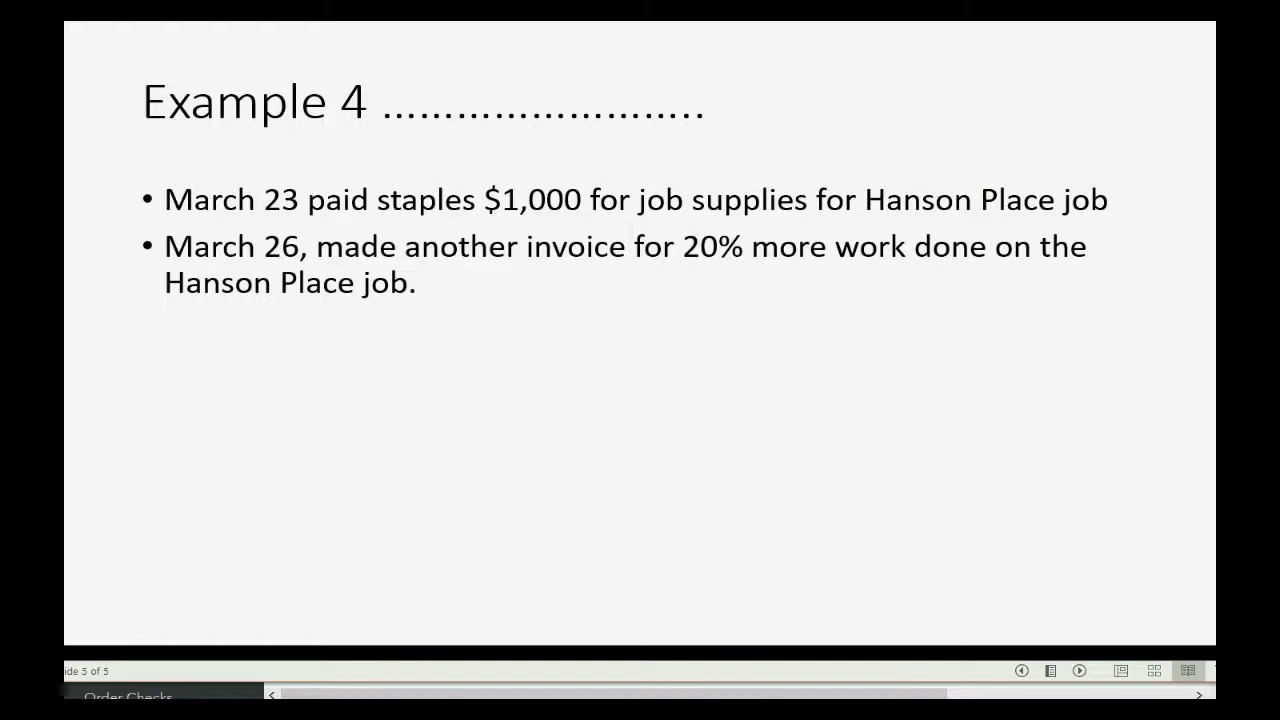 Example 4 ……………………..
• March 23 paid staples $1,000 for job supplies for Hanson Place job
• March 26, made another invoice for 20% more work done on the
Hanson Place job.
ide 5 of 5
Order Checks